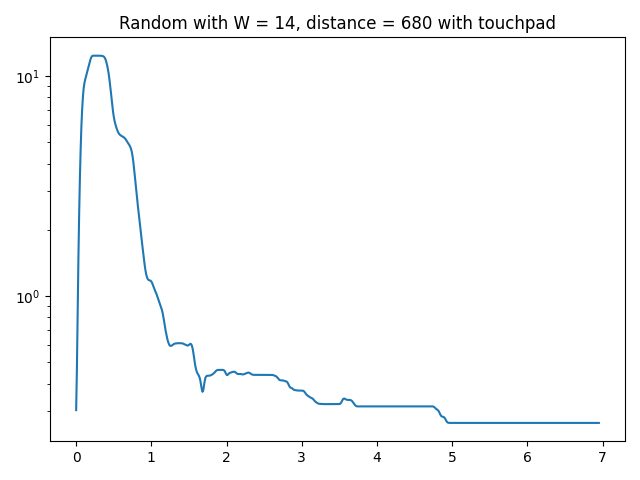 Random with W = 14, distance = 680 with touchpad
10¹
10⁰
0 1 2 3 4 5 6 7